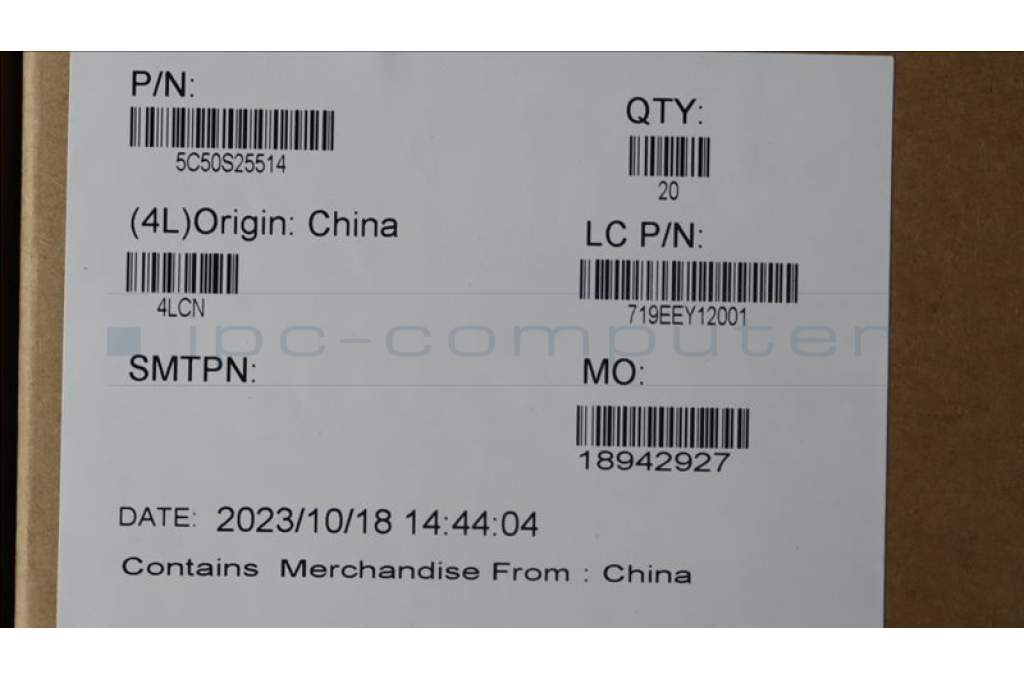 P/N:
5C50S25514
QTY:
20
(4L)Origin: China
4LCN
LC P/N:
719EEY12001
ipc-computer
SMTPN:
MO:
18942927
DATE: 2023/10/18 14:44:04
Contains Merchandise From : China